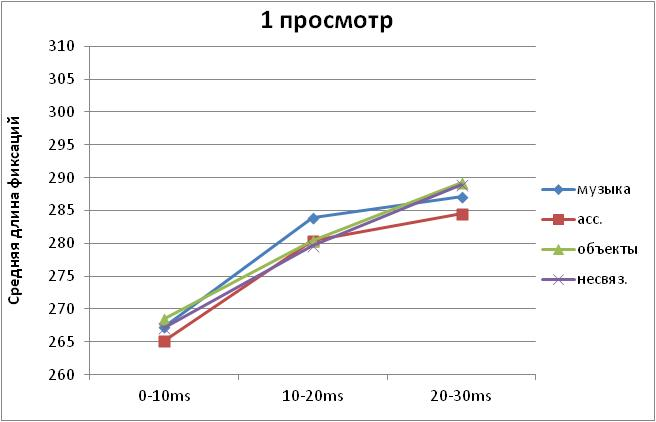 1 просмотр
Средняя длина фиксаций
310
305
300
295
290
285
280
275
270
265
260
0-10ms
10-20ms
20-30ms
музыка
асс.
объекты
несвяз.